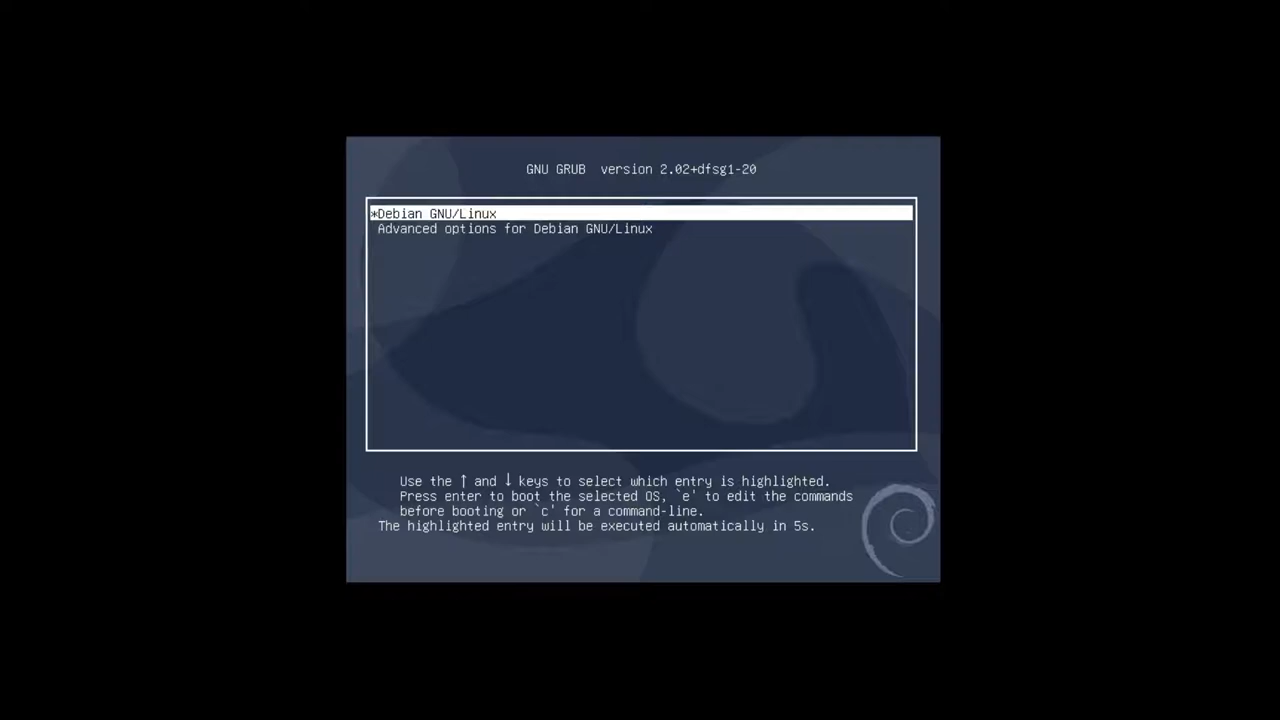 GNU GRUB  version 2.02+dfsg1-20
*Debian GNU/Linux
Advanced options for Debian GNU/Linux
Use the ↑ and ↓ keys to select which entry is highlighted.
Press enter to boot the selected OS, `e' to edit the commands
before booting or `c' for a command-line.
The highlighted entry will be executed automatically in 5s.